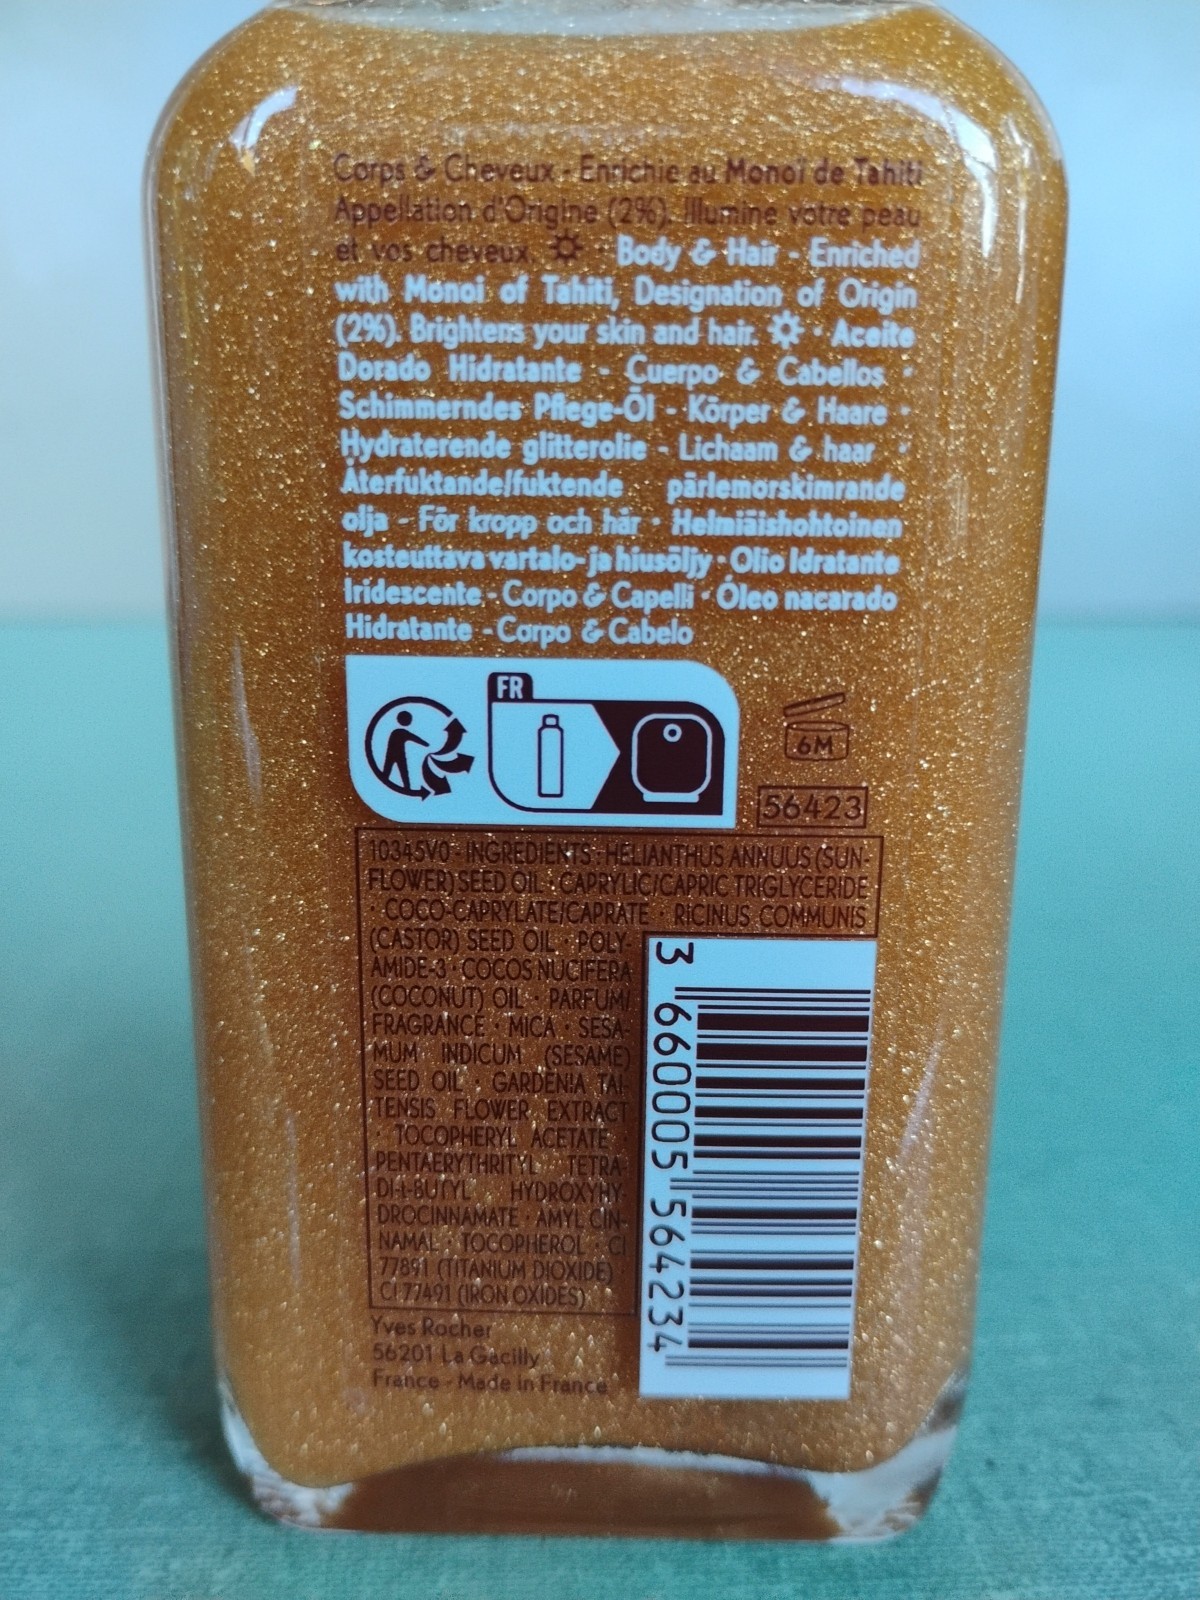 Corps & Cheveux - Enrichie au Monoï de Tahiti
Appellation d'Origine (2%). Illumine votre peau
et vos cheveux. · Body & Hair - Enriched
with Monoi of Tahiti, Designation of Origin
(2%). Brightens your skin and hair. · Aceite
Dorado Hidratante - Cuerpo & Cabellos ·
Schimmerndes Pflege-Öl - Körper & Haare ·
Hydraterende glitterolie - Lichaam & haar ·
Återfuktande/fuktende pärlemorskimrande
olja - För kropp och hår · Helmiäishohtoinen
kosteuttava vartalo- ja hiusöljy · Olio Idratante
Iridescente - Corpo & Capelli · Óleo nacarado
Hidratante - Corpo & Cabelo
FR
6M
56423
10345V0 - INGREDIENTS : HELIANTHUS ANNUUS (SUN-
FLOWER) SEED OIL · CAPRYLIC/CAPRIC TRIGLYCERIDE
· COCO-CAPRYLATE/CAPRATE · RICINUS COMMUNIS
(CASTOR) SEED OIL · POLY-
AMIDE-3 · COCOS NUCIFERA
(COCONUT) OIL · PARFUM/
FRAGRANCE · MICA · SESA-
MUM INDICUM (SESAME)
SEED OIL · GARDENIA TAI-
TENSIS FLOWER EXTRACT
· TOCOPHERYL ACETATE ·
PENTAERYTHRITYL TETRA-
DI-t-BUTYL HYDROXYHY-
DROCINNAMATE · AMYL CIN-
NAMAL · TOCOPHEROL · CI
77891 (TITANIUM DIOXIDE)
CI 77491 (IRON OXIDES)
3 660005 564234
Yves Rocher
56201 La Gacilly
France - Made in France